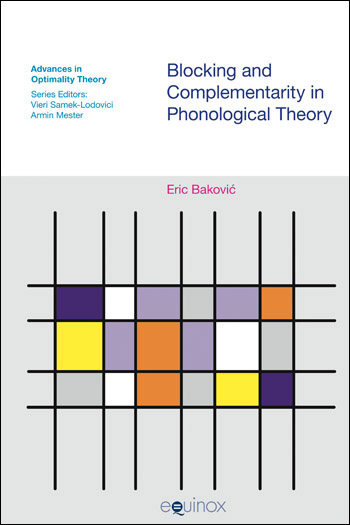 Advances in
Optimality Theory
Series Editors:
Vieri Samek-Lodovici
Armin Mester
Blocking and
Complementarity in
Phonological Theory
Eric Baković
equinox